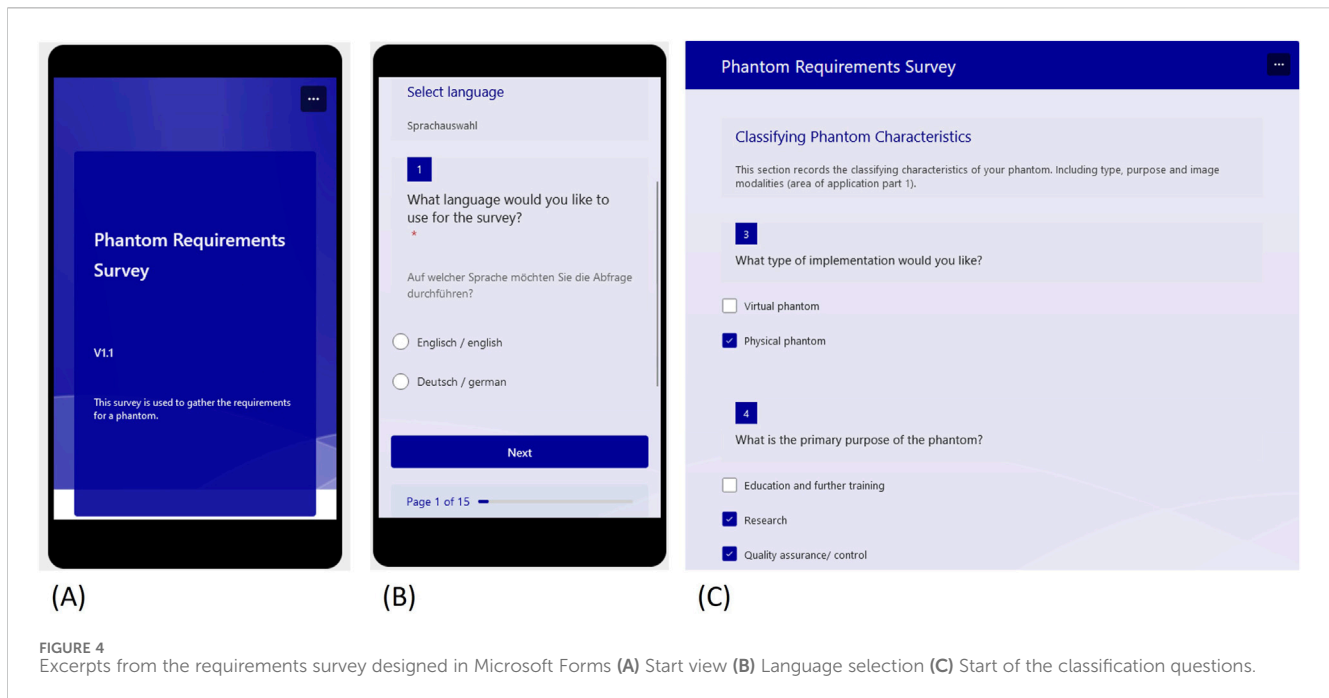 Phantom Requirements
Survey
V1.1
This survey is used to gather the requirements
for a phantom.
(A)
Select language
Sprachauswahl
1
What language would you like to
use for the survey?
*
Auf welcher Sprache möchten Sie die Abfrage
durchführen?
Englisch / english
Deutsch / german
Next
Page 1 of 15
(B)
Phantom Requirements Survey
Classifying Phantom Characteristics
This section records the classifying characteristics of your phantom. Including type, purpose and image
modalities (area of application part 1).
3
What type of implementation would you like?
Virtual phantom
Physical phantom
4
What is the primary purpose of the phantom?
Education and further training
Research
Quality assurance/ control
(C)
FIGURE 4
Excerpts from the requirements survey designed in Microsoft Forms (A) Start view (B) Language selection (C) Start of the classification questions.